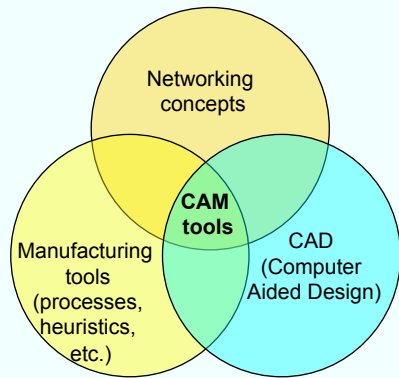 Networking
concepts
CAM
tools
Manufacturing
tools
(processes,
heuristics,
etc.)
CAD
(Computer
Aided Design)